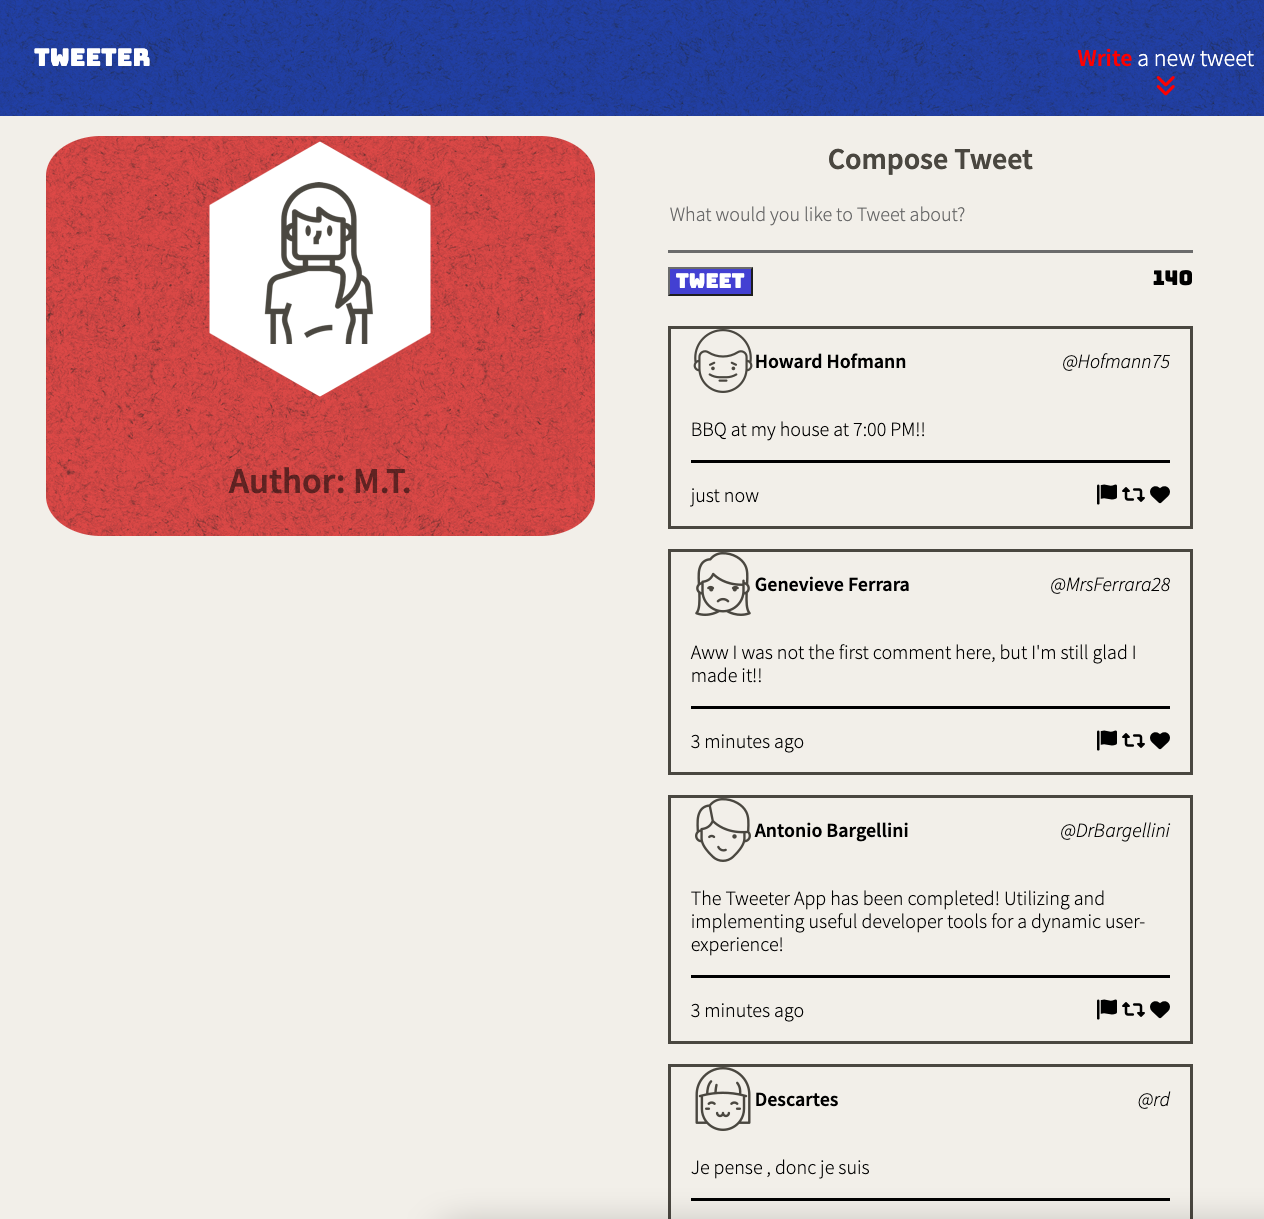 TWEETER
Write a new tweet
Author: M.T.
Compose Tweet
What would you like to Tweet about?
TWEET
140
Howard Hofmann
@Hofmann75
BBQ at my house at 7:00 PM!!
just now
Genevieve Ferrara
@MrsFerrara28
Aww I was not the first comment here, but I'm still glad I
made it!!
3 minutes ago
Antonio Bargellini
@DrBargellini
The Tweeter App has been completed! Utilizing and
implementing useful developer tools for a dynamic user-
experience!
3 minutes ago
Descartes
@rd
Je pense , donc je suis